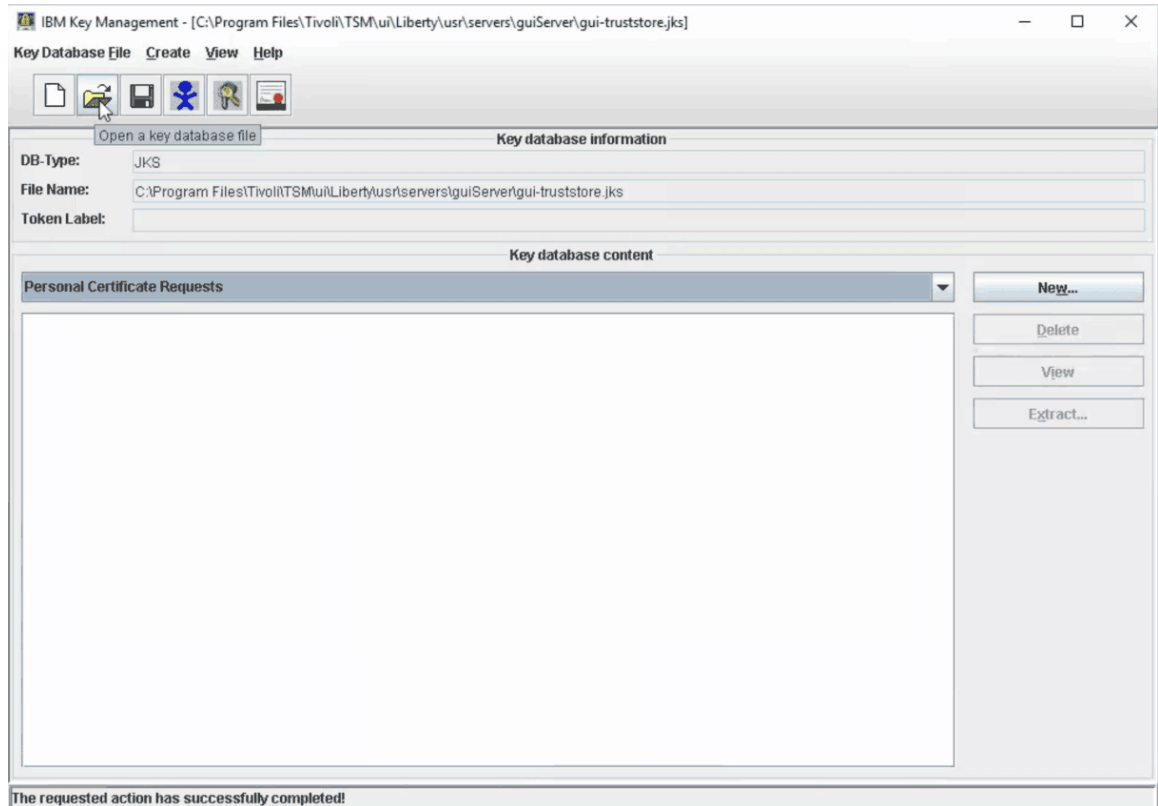 IBM Key Management - [C:\Program Files\Tivoli\TSM\ui\Liberty\usr\servers\guiServer\gui-truststore.jks]
Key Database File Create View Help
Open a key database file
Key database information
DB-Type: JKS
File Name: C:\Program Files\Tivoli\TSM\ui\Liberty\usr\servers\guiServer\gui-truststore.jks
Token Label:
Key database content
Personal Certificate Requests
New...
Delete
View
Extract...
The requested action has successfully completed!